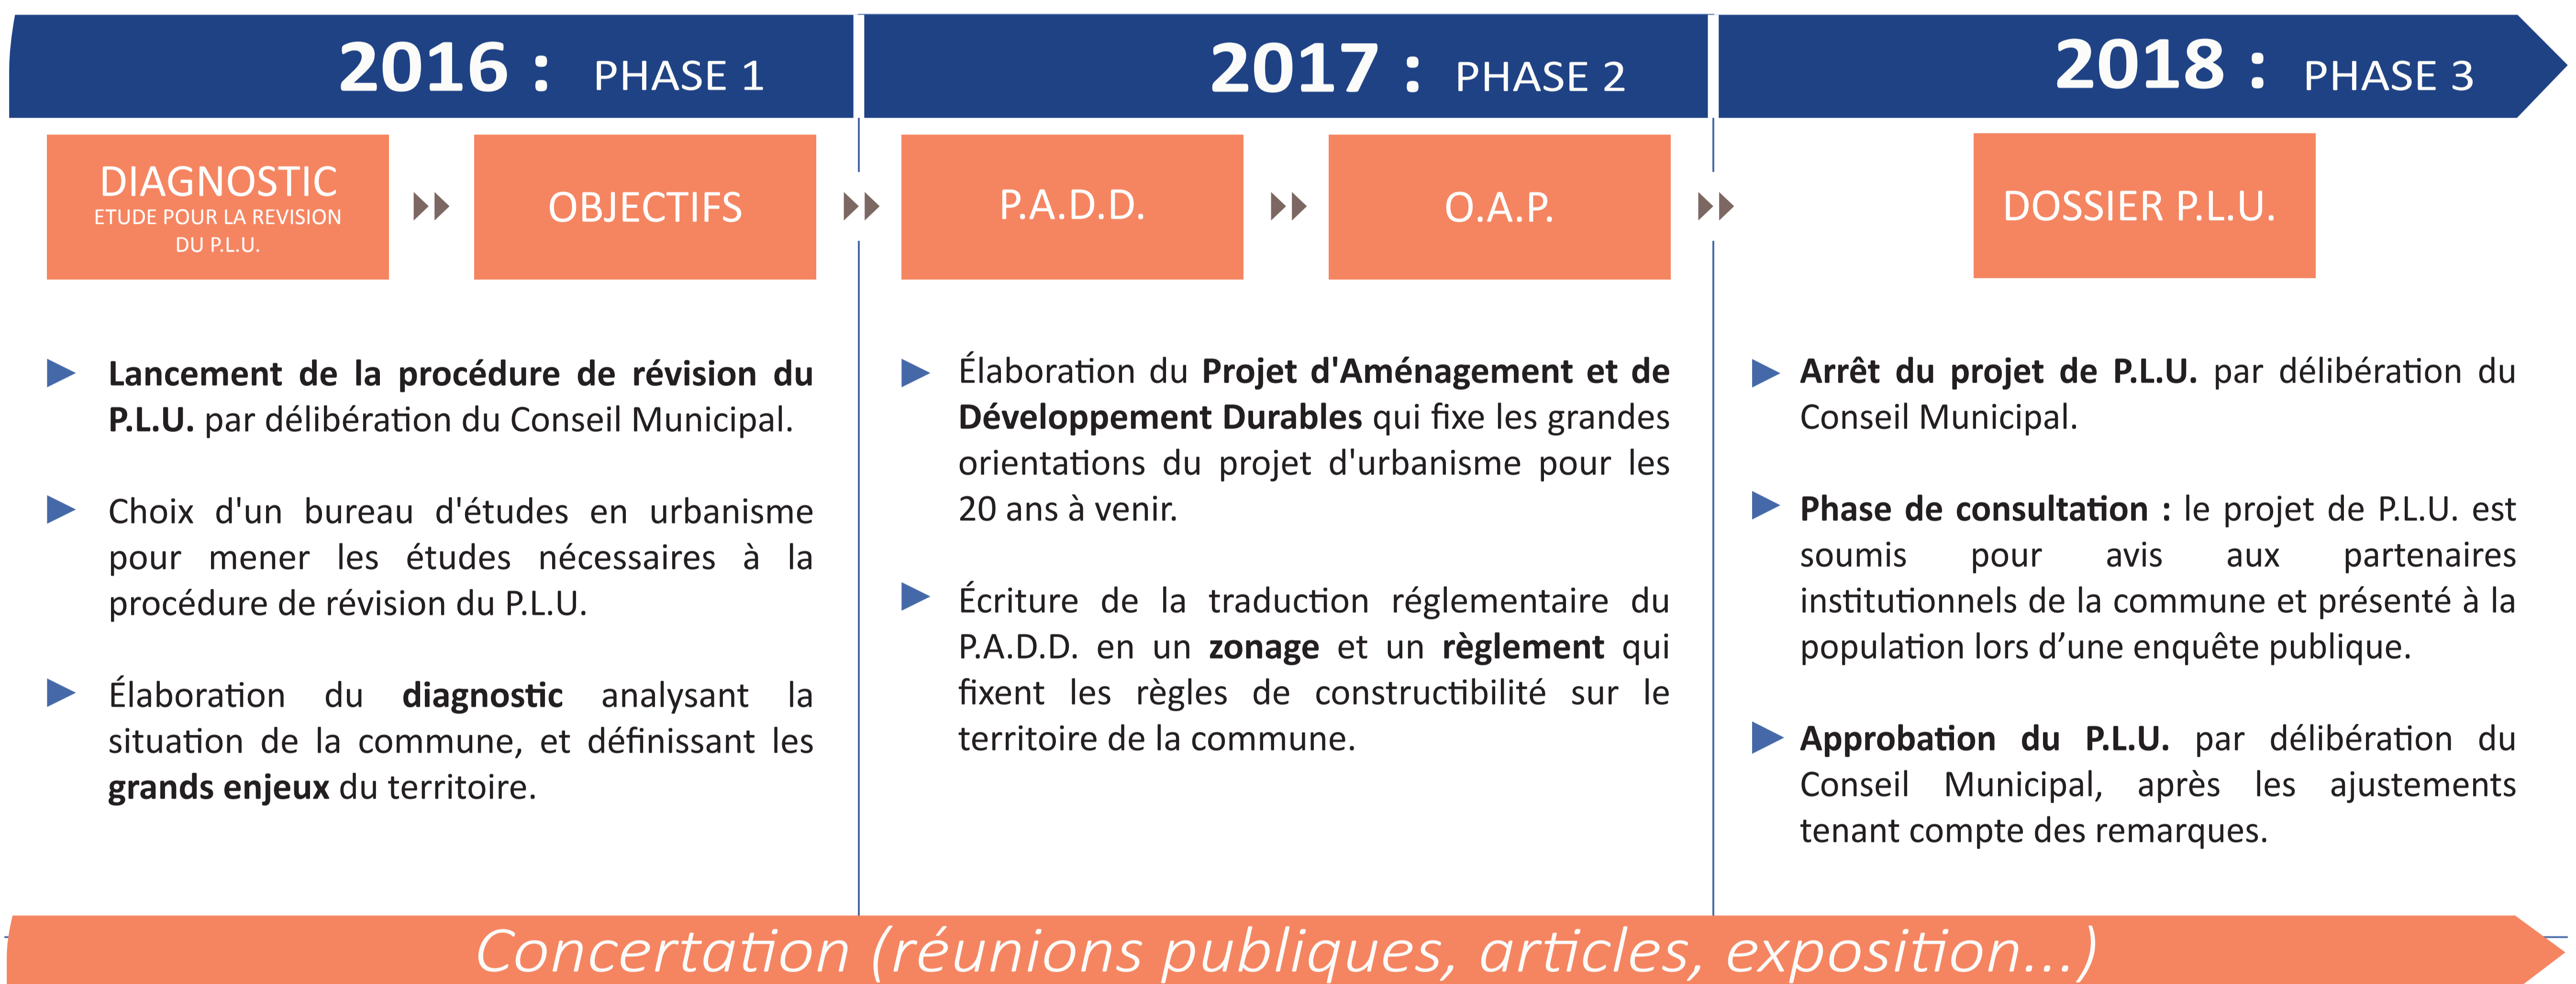 2016 : PHASE 1
2017 : PHASE 2
2018 : PHASE 3
DIAGNOSTIC
ETUDE POUR LA REVISION
DU P.L.U.
OBJECTIFS
P.A.D.D.
O.A.P.
DOSSIER P.L.U.
Lancement de la procédure de révision du
P.L.U. par délibération du Conseil Municipal.
Choix d'un bureau d'études en urbanisme
pour mener les études nécessaires à la
procédure de révision du P.L.U.
Élaboration du diagnostic analysant la
situation de la commune, et définissant les
grands enjeux du territoire.
Élaboration du Projet d'Aménagement et de
Développement Durables qui fixe les grandes
orientations du projet d'urbanisme pour les
20 ans à venir.
Écriture de la traduction réglementaire du
P.A.D.D. en un zonage et un règlement qui
fixent les règles de constructibilité sur le
territoire de la commune.
Arrêt du projet de P.L.U. par délibération du
Conseil Municipal.
Phase de consultation : le projet de P.L.U. est
soumis pour avis aux partenaires
institutionnels de la commune et présenté à la
population lors d’une enquête publique.
Approbation du P.L.U. par délibération du
Conseil Municipal, après les ajustements
tenant compte des remarques.
Concertation (réunions publiques, articles, exposition...)